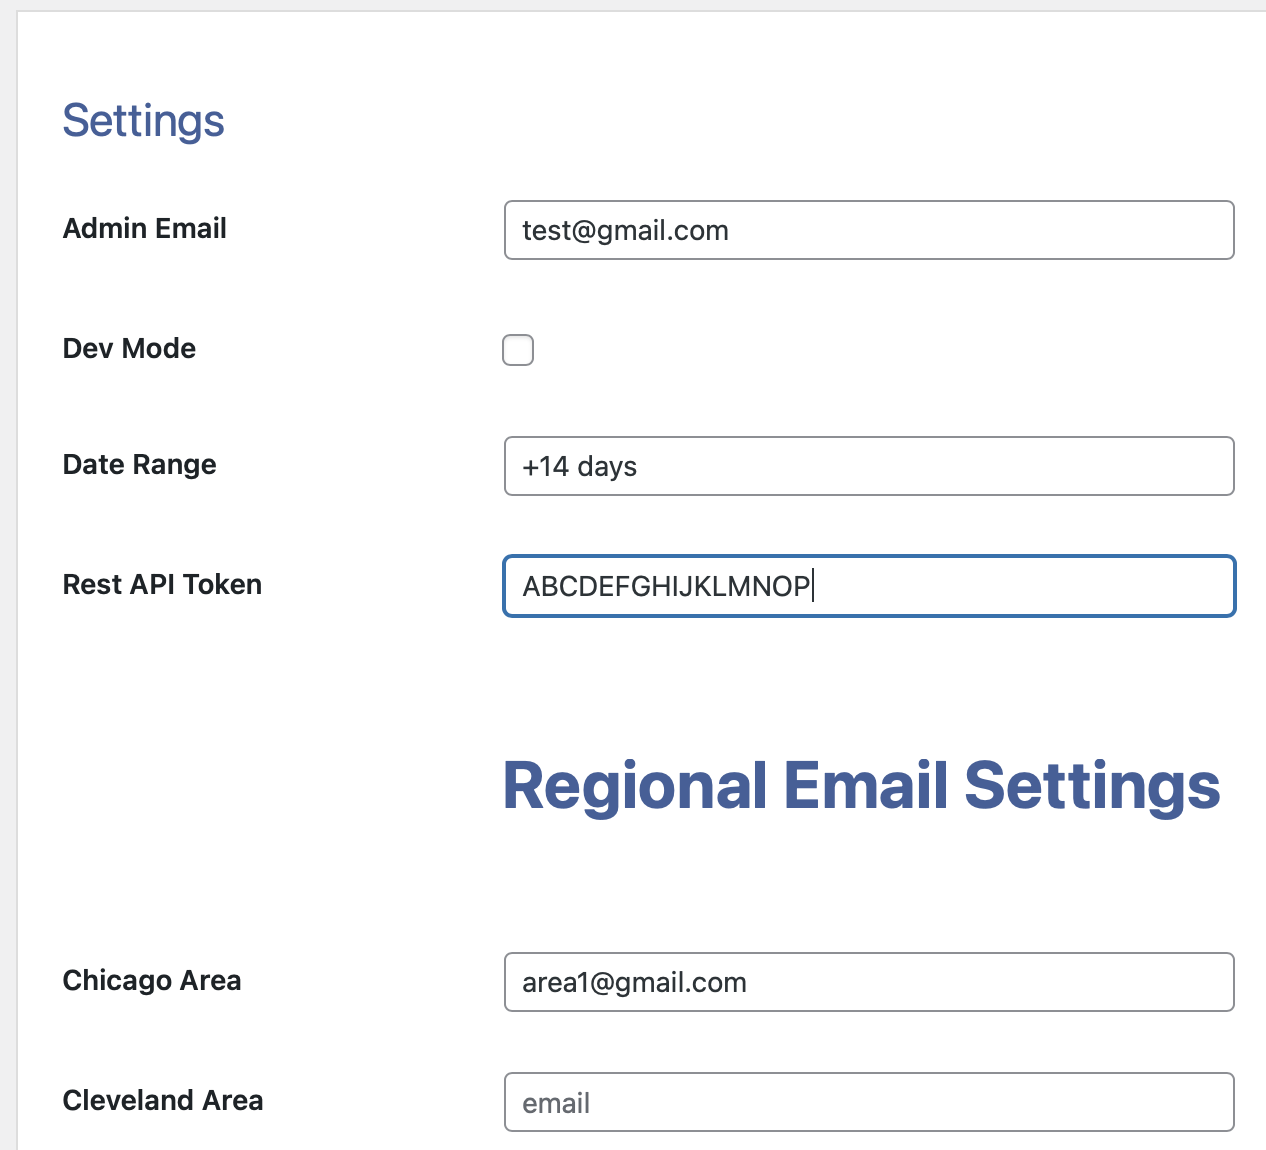 Settings
Admin Email
test@gmail.com
Dev Mode
Date Range
+14 days
Rest API Token
ABCDEFGHIJKLMNOP
Regional Email Settings
Chicago Area
area1@gmail.com
Cleveland Area
email